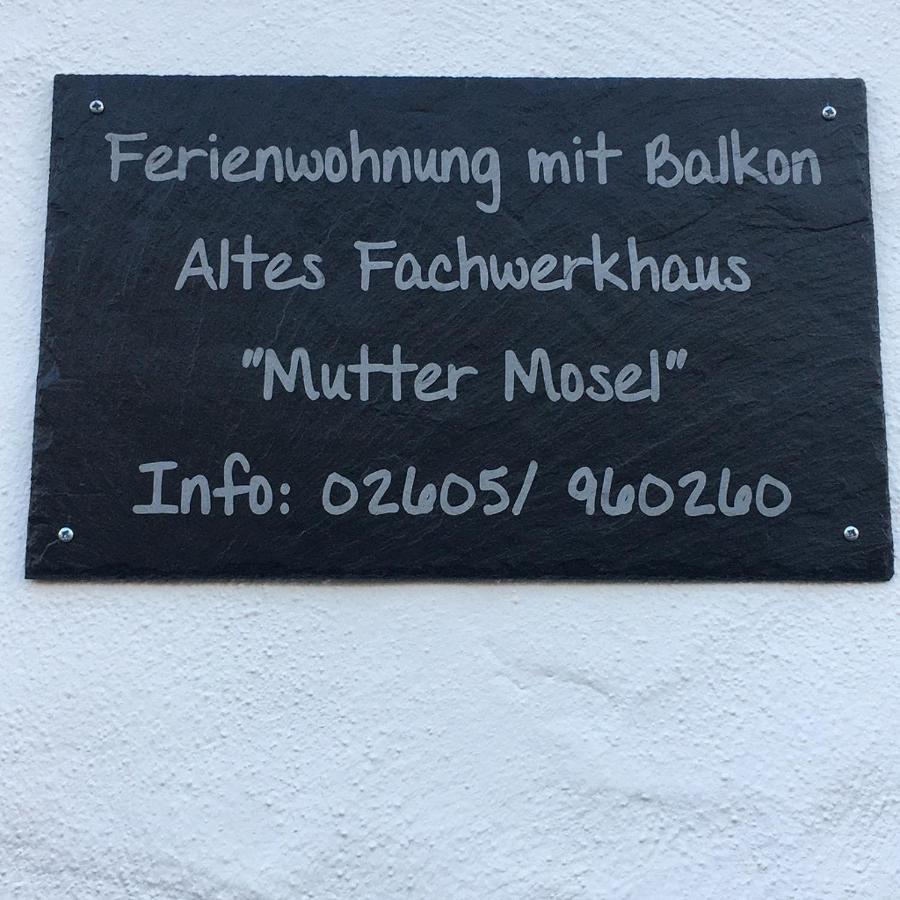 Ferienwohnung mit Balkon
Altes Fachwerkhaus
"Mutter Mosel"
Info: 02605/ 960260